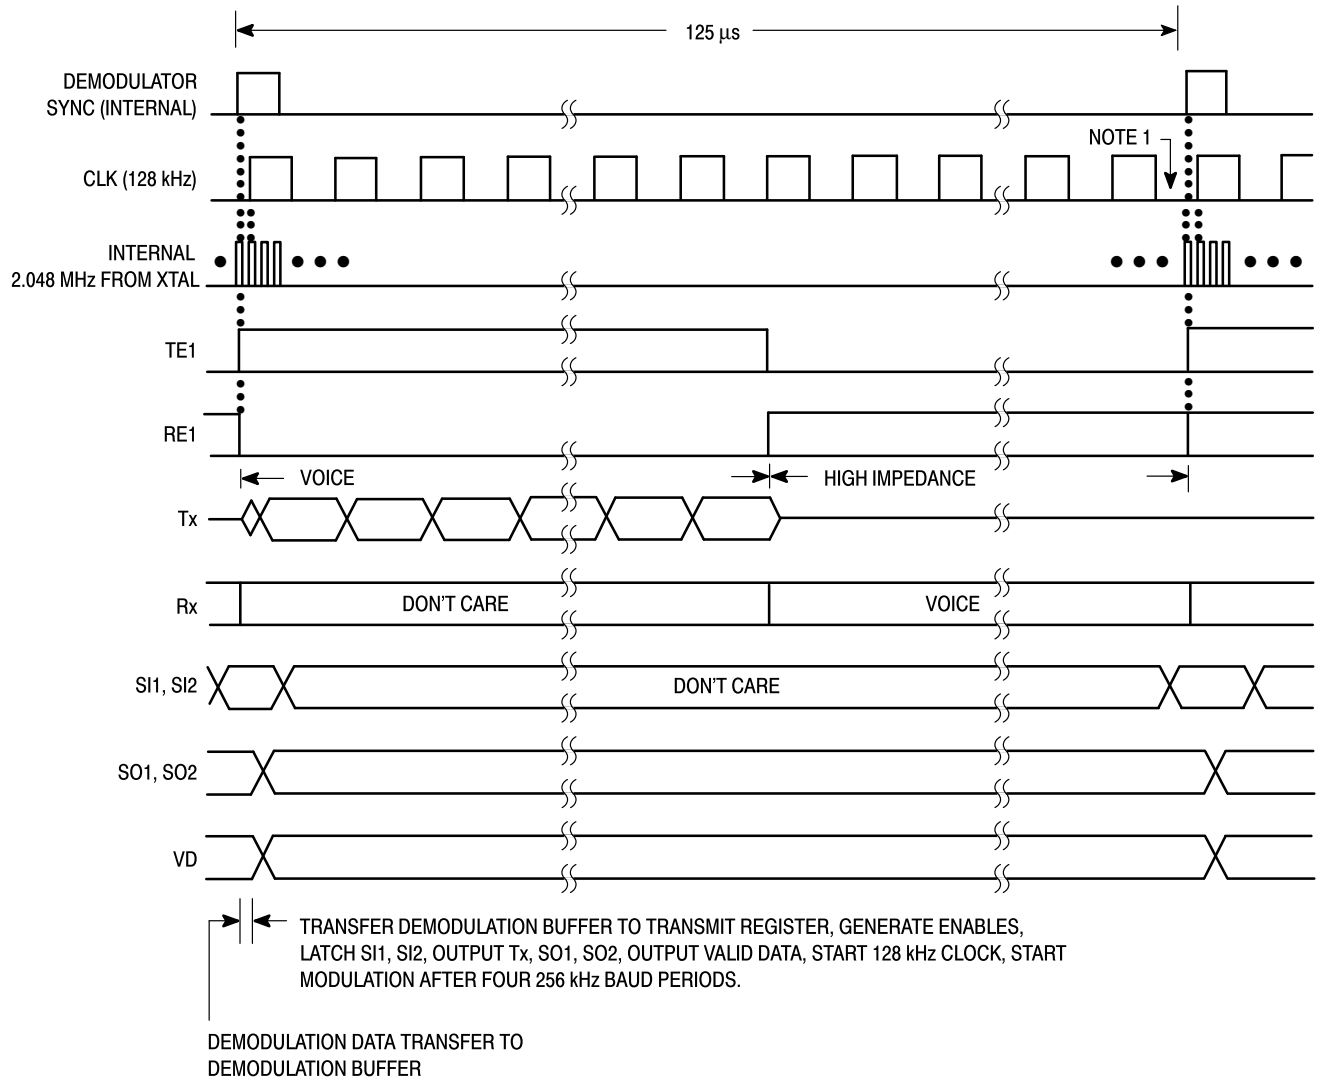 125 µs
DEMODULATOR
SYNC (INTERNAL)
NOTE 1
CLK (128 kHz)
INTERNAL
2.048 MHz FROM XTAL
TE1
RE1
VOICE
HIGH IMPEDANCE
Tx
Rx
DON'T CARE
VOICE
SI1, SI2
DON'T CARE
SO1, SO2
VD
TRANSFER DEMODULATION BUFFER TO TRANSMIT REGISTER, GENERATE ENABLES,
LATCH SI1, SI2, OUTPUT Tx, SO1, SO2, OUTPUT VALID DATA, START 128 kHz CLOCK, START
MODULATION AFTER FOUR 256 kHz BAUD PERIODS.
DEMODULATION DATA TRANSFER TO
DEMODULATION BUFFER